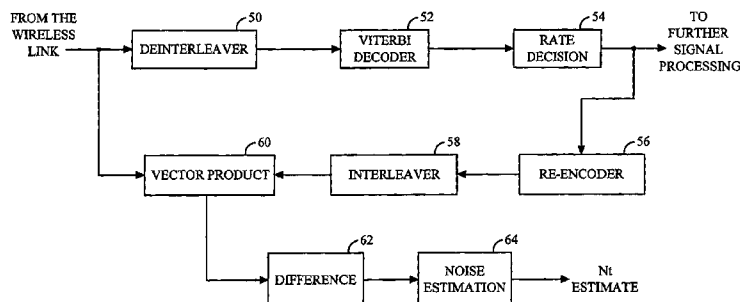 FROM THE
WIRELESS
LINK
50
DEINTERLEAVER
52
VITERBI
DECODER
54
RATE
DECISION
TO
FURTHER
SIGNAL
PROCESSING
60
VECTOR PRODUCT
58
INTERLEAVER
56
RE-ENCODER
62
DIFFERENCE
64
NOISE
ESTIMATION
Nt
ESTIMATE